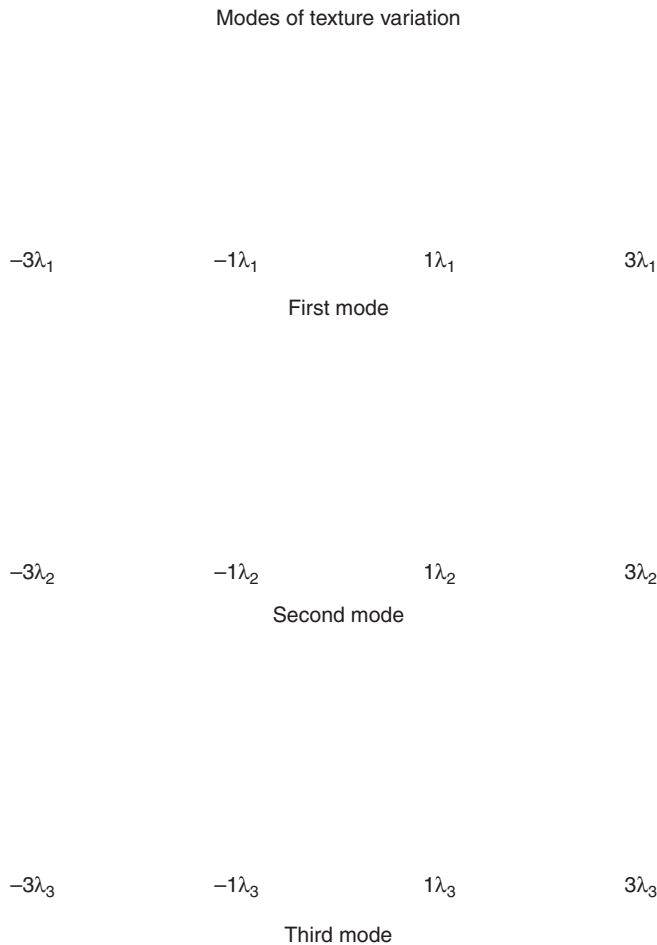 Modes of texture variation
–3λ₁ –1λ₁ 1λ₁ 3λ₁
First mode
–3λ₂ –1λ₂ 1λ₂ 3λ₂
Second mode
–3λ₃ –1λ₃ 1λ₃ 3λ₃
Third mode